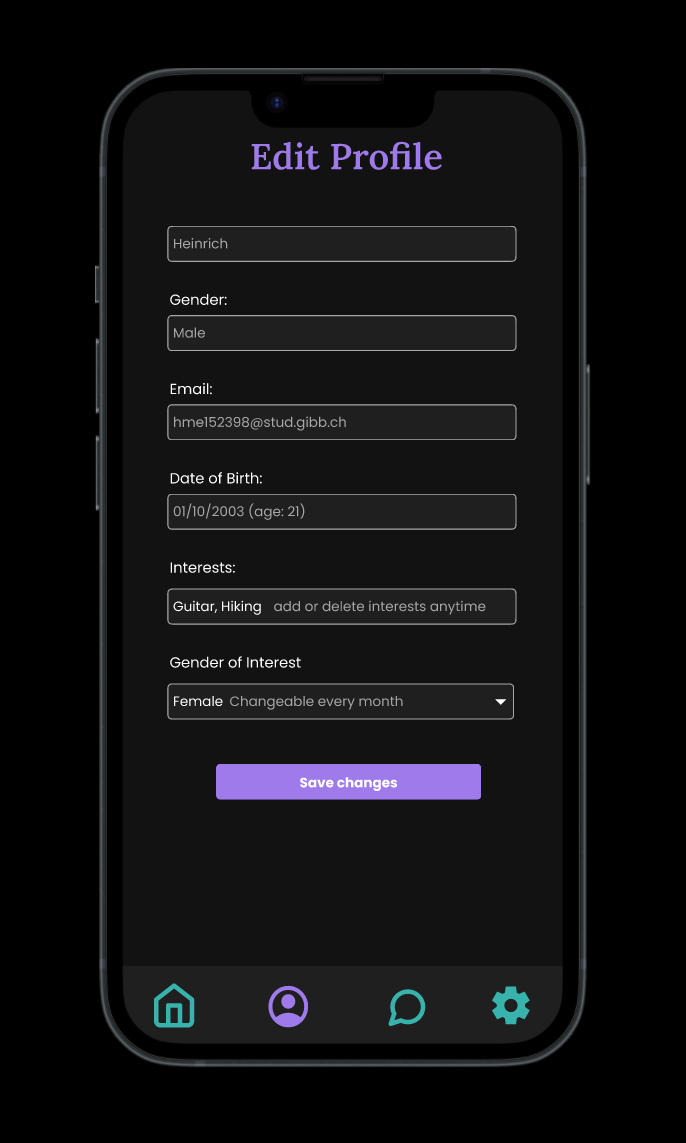 Edit Profile
Heinrich
Gender:
Male
Email:
hme152398@stud.gibb.ch
Date of Birth:
01/10/2003 (age: 21)
Interests:
Guitar, Hiking add or delete interests anytime
Gender of Interest
Female Changeable every month
Save changes